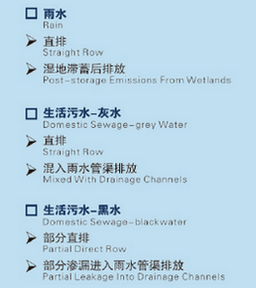 雨水
Rain
直排
Straight Row
湿地滞蓄后排放
Post-storage Emissions From Wetlands
生活污水-灰水
Domestic Sewage-grey Water
直排
Straight Row
混入雨水管渠排放
Mixed With Drainage Channels
生活污水-黑水
Domestic Sewage-blackwater
部分直排
Partial Direct Row
部分渗漏进入雨水管渠排放
Partial Leakage Into Drainage Channels